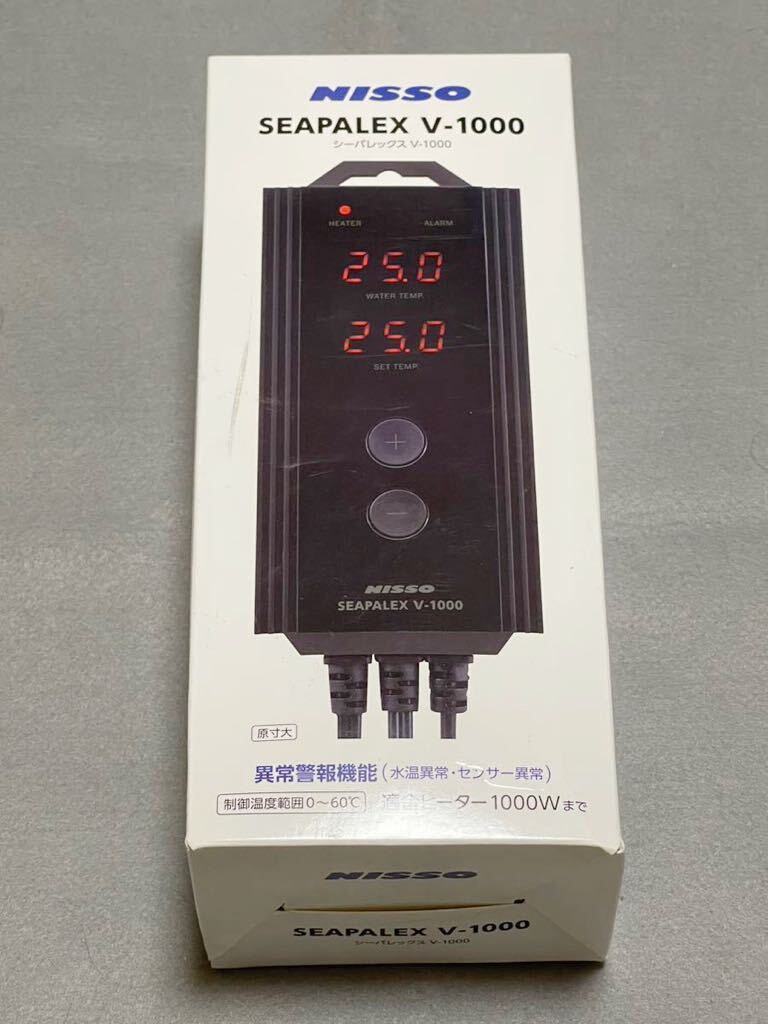 NISSO
SEAPALEX V-1000
シーパレックス V-1000
HEATER ALARM
25.0
WATER TEMP.
25.0
SET TEMP.
+
−
NISSO
SEAPALEX V-1000
原寸大
異常警報機能(水温異常・センサー異常)
制御温度範囲0~60℃ 適合ヒーター1000Wまで
NISSO
SEAPALEX V-1000
シーパレックス V-1000